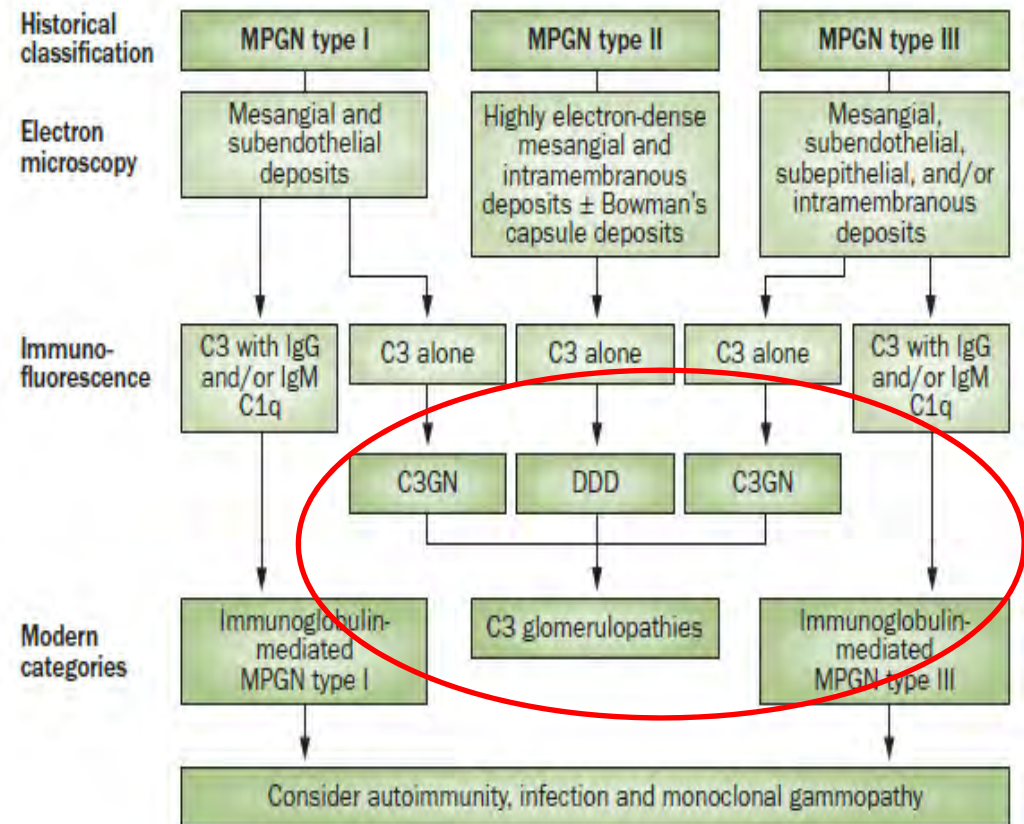 Historical
classification
MPGN type I
MPGN type II
MPGN type III
Electron
microscopy
Mesangial and
subendothelial
deposits
Highly electron-dense
mesangial and
intramembranous
deposits ± Bowman's
capsule deposits
Mesangial,
subendothelial,
subepithelial, and/or
intramembranous
deposits
Immuno-
fluorescence
C3 with IgG
and/or IgM
C1q
C3 alone
C3 alone
C3 alone
C3 with IgG
and/or IgM
C1q
C3GN
DDD
C3GN
Modern
categories
Immunoglobulin-
mediated
MPGN type I
C3 glomerulopathies
Immunoglobulin-
mediated
MPGN type III
Consider autoimmunity, infection and monoclonal gammopathy